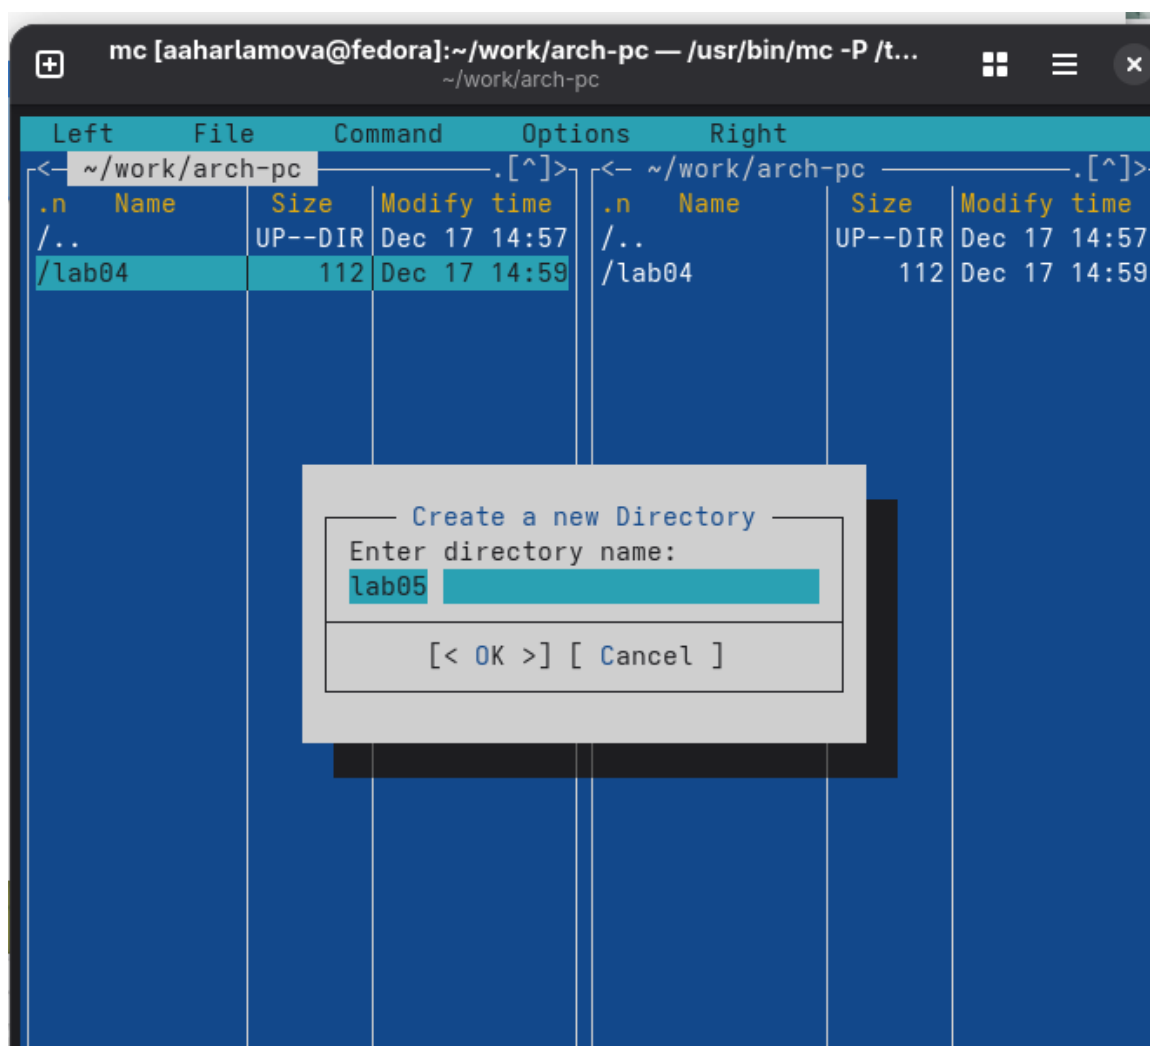 mc [aaharlamova@fedora]:~/work/arch-pc — /usr/bin/mc -P /t…
~/work/arch-pc
Left File Command Options Right
<— ~/work/arch-pc —.[^]> <— ~/work/arch-pc —.[^]>
.n Name Size Modify time .n Name Size Modify time
/.. UP--DIR Dec 17 14:57 /.. UP--DIR Dec 17 14:57
/lab04 112 Dec 17 14:59 /lab04 112 Dec 17 14:59
Create a new Directory
Enter directory name:
lab05
[< OK >] [ Cancel ]